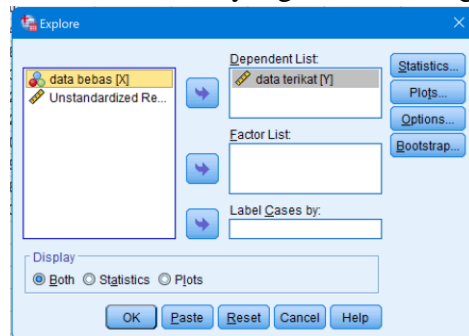 Explore
data bebas [X]
Unstandardized Re...
Dependent List:
data terikat [Y]
Factor List:
Label Cases by:
Statistics...
Plots...
Options...
Bootstrap...
Display
Both Statistics Plots
OK Paste Reset Cancel Help